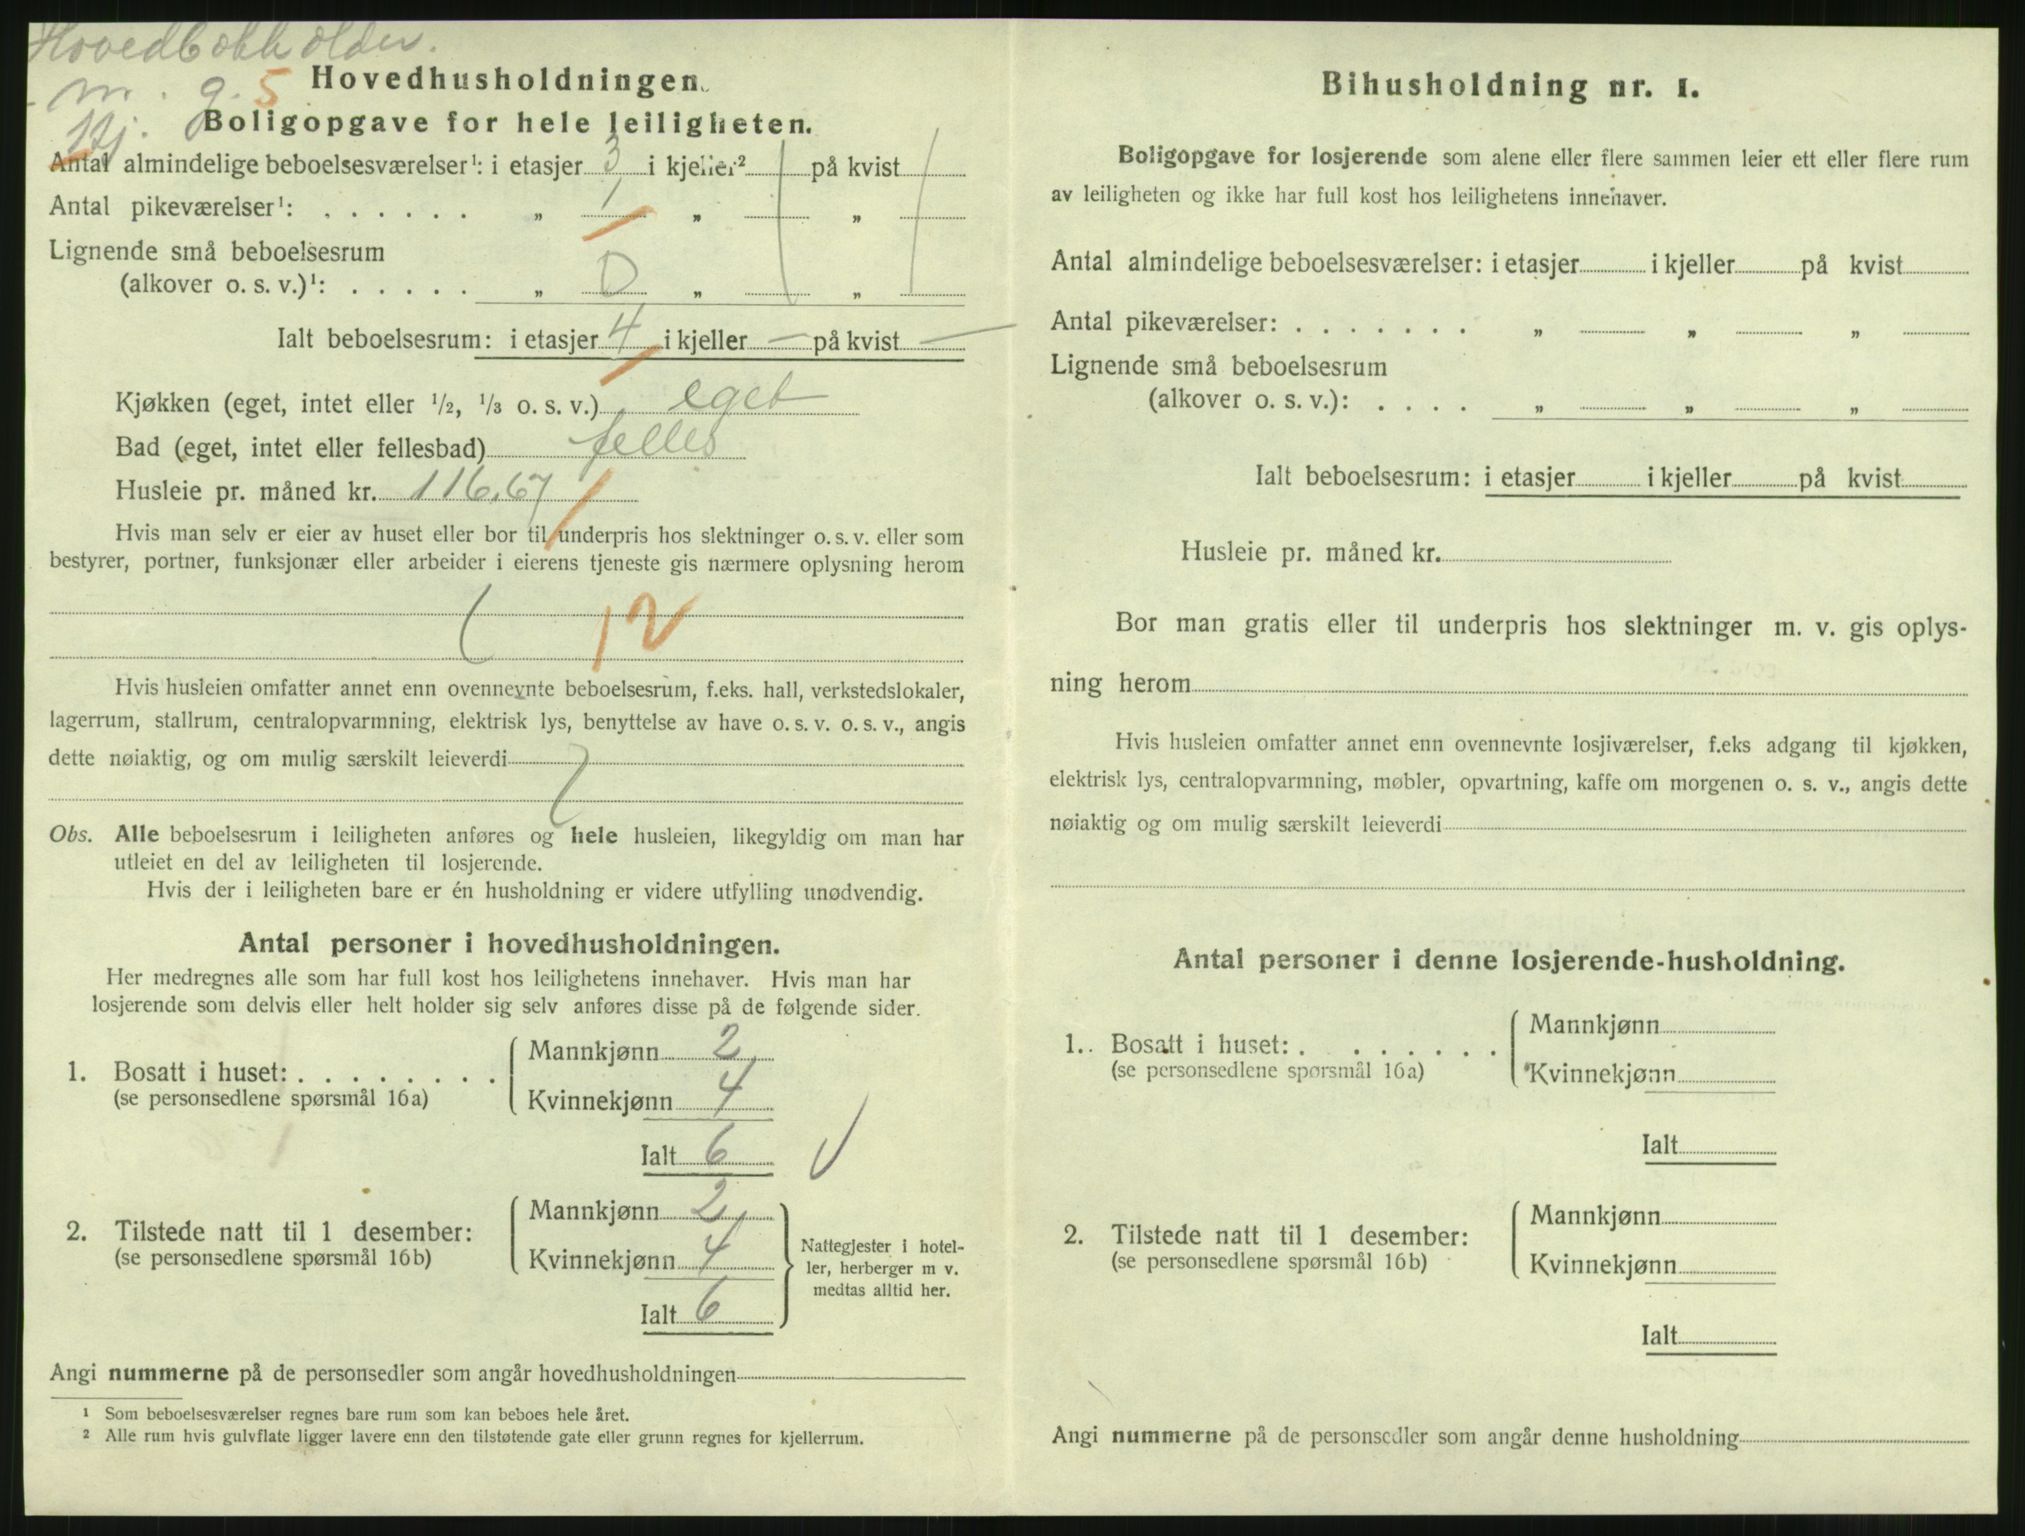 Hovedbokholder.
m. g. 5
Hovedhusholdningen.
Boligopgave for hele leiligheten.
Antal almindelige beboelsesværelser¹: i etasjer 3 i kjeller² på kvist
Antal pikeværelser¹: . . . . . . „ 1 „ „
Lignende små beboelsesrum
(alkover o. s. v.)¹: . . . . . „ 0 „ „
Ialt beboelsesrum: i etasjer 4 i kjeller — på kvist —
Kjøkken (eget, intet eller 1/2, 1/3 o. s. v.) eget
Bad (eget, intet eller fellesbad) felles
Husleie pr. måned kr. 116.67
Hvis man selv er eier av huset eller bor til underpris hos slektninger o. s. v. eller som
bestyrer, portner, funksjonær eller arbeider i eierens tjeneste gis nærmere oplysning herom
12
Hvis husleien omfatter annet enn ovennevnte beboelsesrum, f.eks. hall, verkstedslokaler,
lagerrum, stallrum, centralopvarmning, elektrisk lys, benyttelse av have o. s. v. o. s. v., angis
dette nøiaktig, og om mulig særskilt leieverdi
Obs. Alle beboelsesrum i leiligheten anføres og hele husleien, likegyldig om man har
utleiet en del av leiligheten til losjerende.
Hvis der i leiligheten bare er én husholdning er videre utfylling unødvendig.
Antal personer i hovedhusholdningen.
Her medregnes alle som har full kost hos leilighetens innehaver. Hvis man har
losjerende som delvis eller helt holder sig selv anføres disse på de følgende sider.
1. Bosatt i huset: . . . . . . . .
(se personsedlene spørsmål 16a)
Mannkjønn 2
Kvinnekjønn 4
Ialt 6
2. Tilstede natt til 1 desember:
(se personsedlene spørsmål 16b)
Mannkjønn 2
Kvinnekjønn 4
Ialt 6
Nattegjester i hotel-
ler, herberger m v.
medtas alltid her.
Angi nummerne på de personsedler som angår hovedhusholdningen
¹ Som beboelsesværelser regnes bare rum som kan beboes hele året.
² Alle rum hvis gulvflate ligger lavere enn den tilstøtende gate eller grunn regnes for kjellerrum.
Bihusholdning nr. 1.
Boligopgave for losjerende som alene eller flere sammen leier ett eller flere rum
av leiligheten og ikke har full kost hos leilighetens innehaver.
Antal almindelige beboelsesværelser: i etasjer i kjeller på kvist
Antal pikeværelser: . . . . . . . „ „ „
Lignende små beboelsesrum
(alkover o. s. v.): . . . . „ „ „
Ialt beboelsesrum: i etasjer i kjeller på kvist
Husleie pr. måned kr.
Bor man gratis eller til underpris hos slektninger m. v. gis oplys-
ning herom
Hvis husleien omfatter annet enn ovennevnte losjiværelser, f.eks adgang til kjøkken,
elektrisk lys, centralopvarmning, møbler, opvartning, kaffe om morgenen o. s. v., angis dette
nøiaktig og om mulig særskilt leieverdi
Antal personer i denne losjerende-husholdning.
1. Bosatt i huset: . . . . . . .
(se personsedlene spørsmål 16a)
Mannkjønn
Kvinnekjønn
Ialt
2. Tilstede natt til 1 desember:
(se personsedlene spørsmål 16b)
Mannkjønn
Kvinnekjønn
Ialt
Angi nummerne på de personsedler som angår denne husholdning